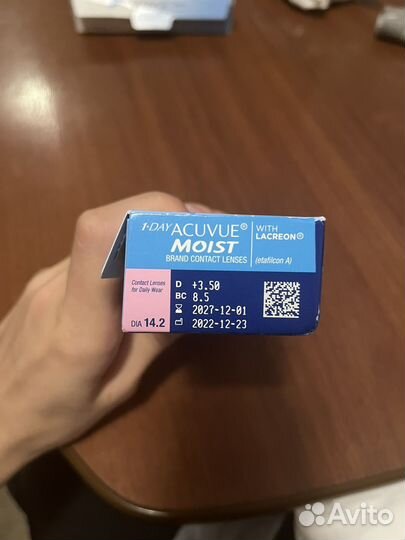 1-DAY ACUVUE® MOIST
BRAND CONTACT LENSES
WITH
LACREON®
(etafilcon A)
Contact Lenses
for Daily Wear
DIA 14.2
D +3.50
BC 8.5
2027-12-01
2022-12-23
Avito